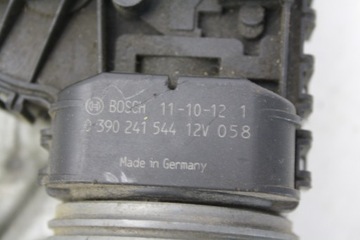 BOSCH 11-10-12 1
0 390 241 544 12V 058
Made in Germany